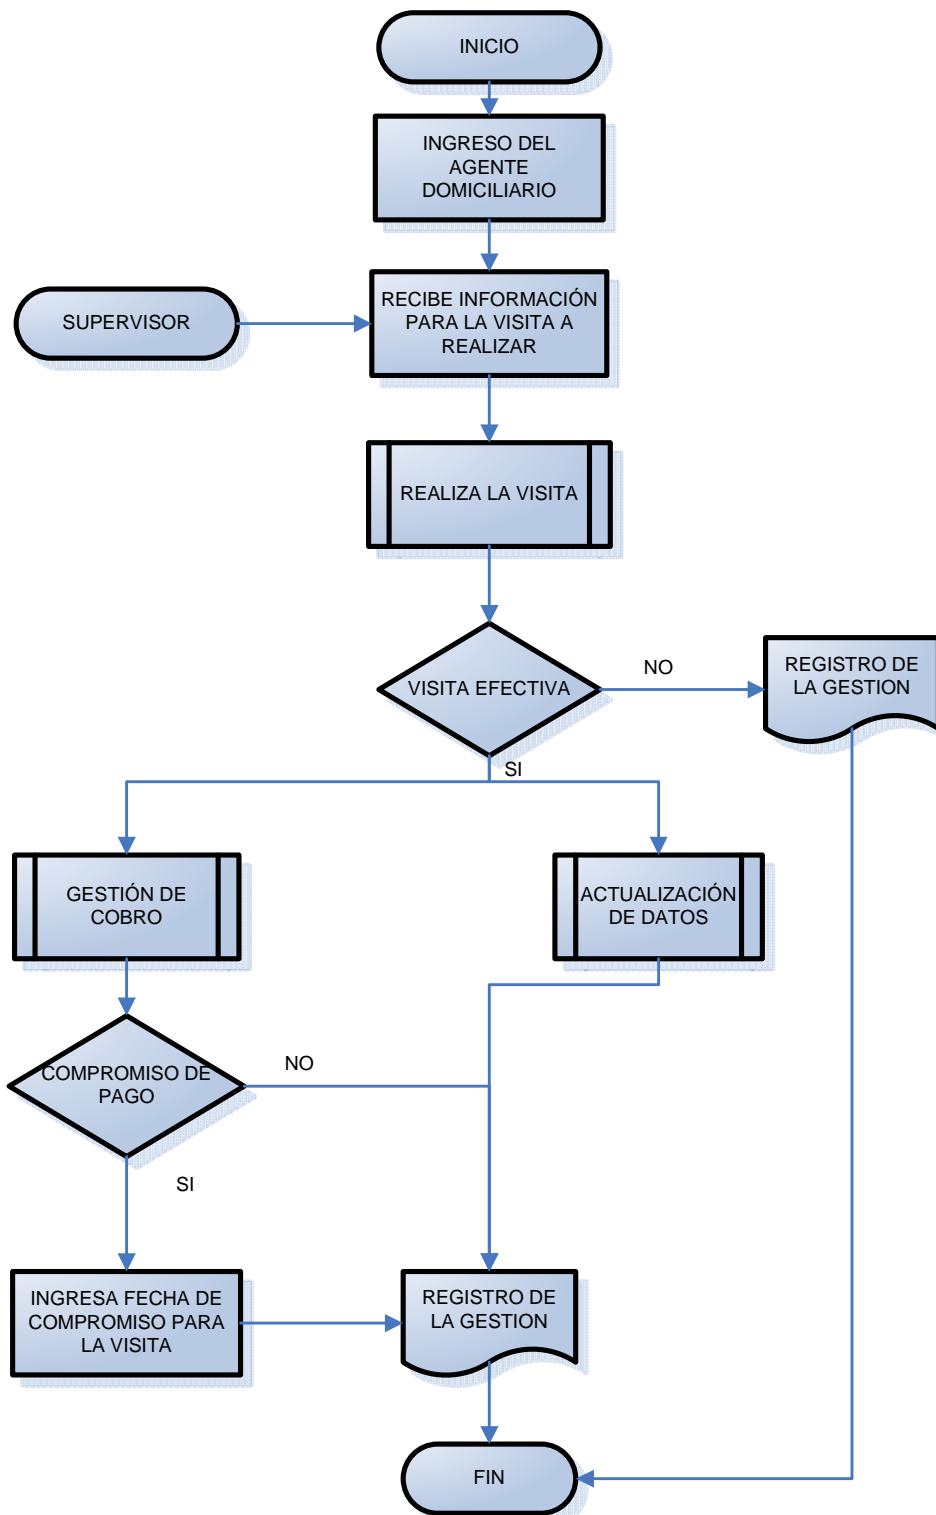 INICIO
INGRESO DEL
AGENTE
DOMICILIARIO
SUPERVISOR
RECIBE INFORMACIÓN
PARA LA VISITA A
REALIZAR
REALIZA LA VISITA
VISITA EFECTIVA
NO
REGISTRO DE
LA GESTION
SI
GESTIÓN DE
COBRO
ACTUALIZACIÓN
DE DATOS
COMPROMISO DE
PAGO
NO
SI
INGRESA FECHA DE
COMPROMISO PARA
LA VISITA
REGISTRO DE
LA GESTION
FIN